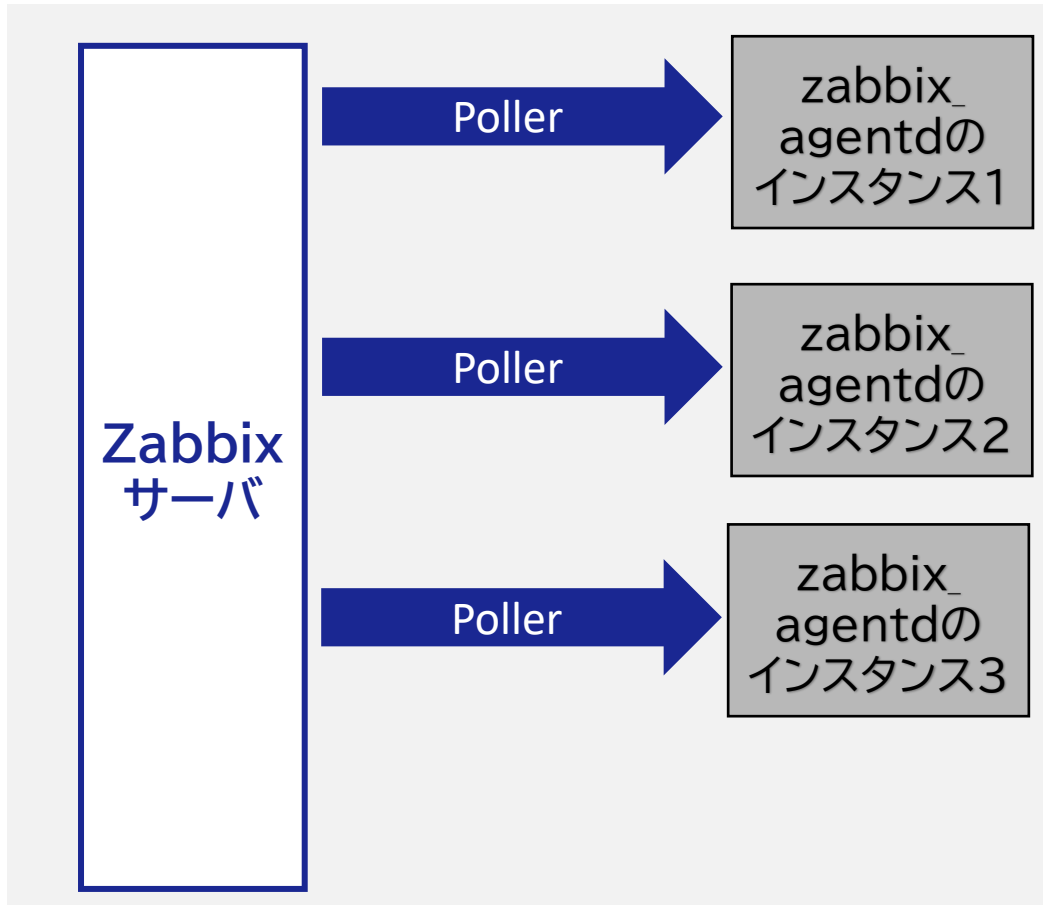 Zabbix
サーバ
Poller
zabbix_
agentdの
インスタンス1
Poller
zabbix_
agentdの
インスタンス2
Poller
zabbix_
agentdの
インスタンス3